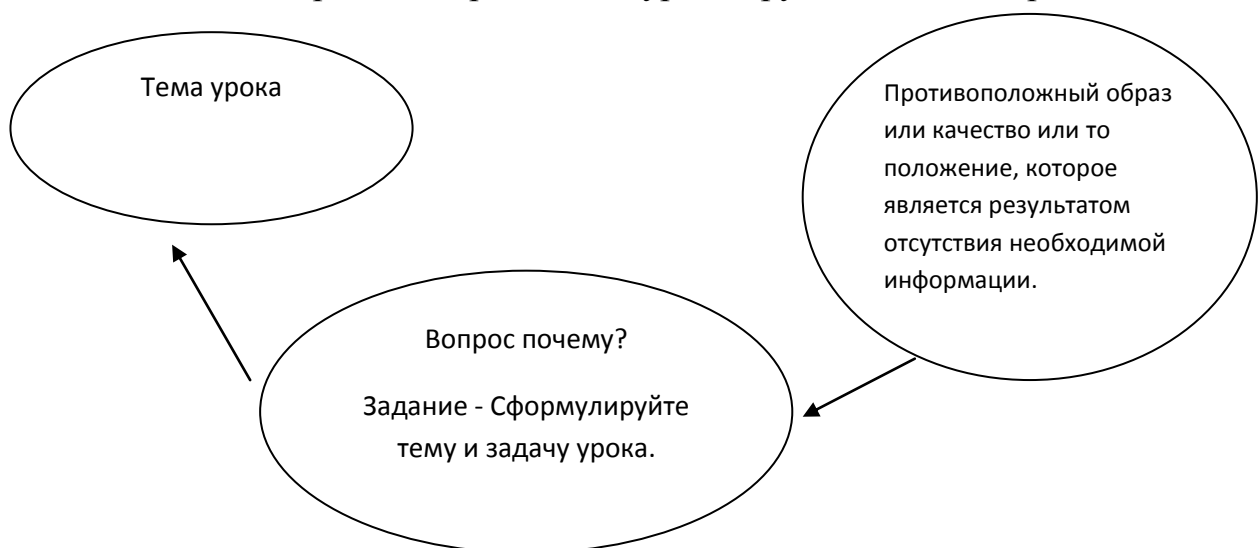 Тема урока
Противоположный образ
или качество или то
положение, которое
является результатом
отсутствия необходимой
информации.
Вопрос почему?
Задание - Сформулируйте
тему и задачу урока.